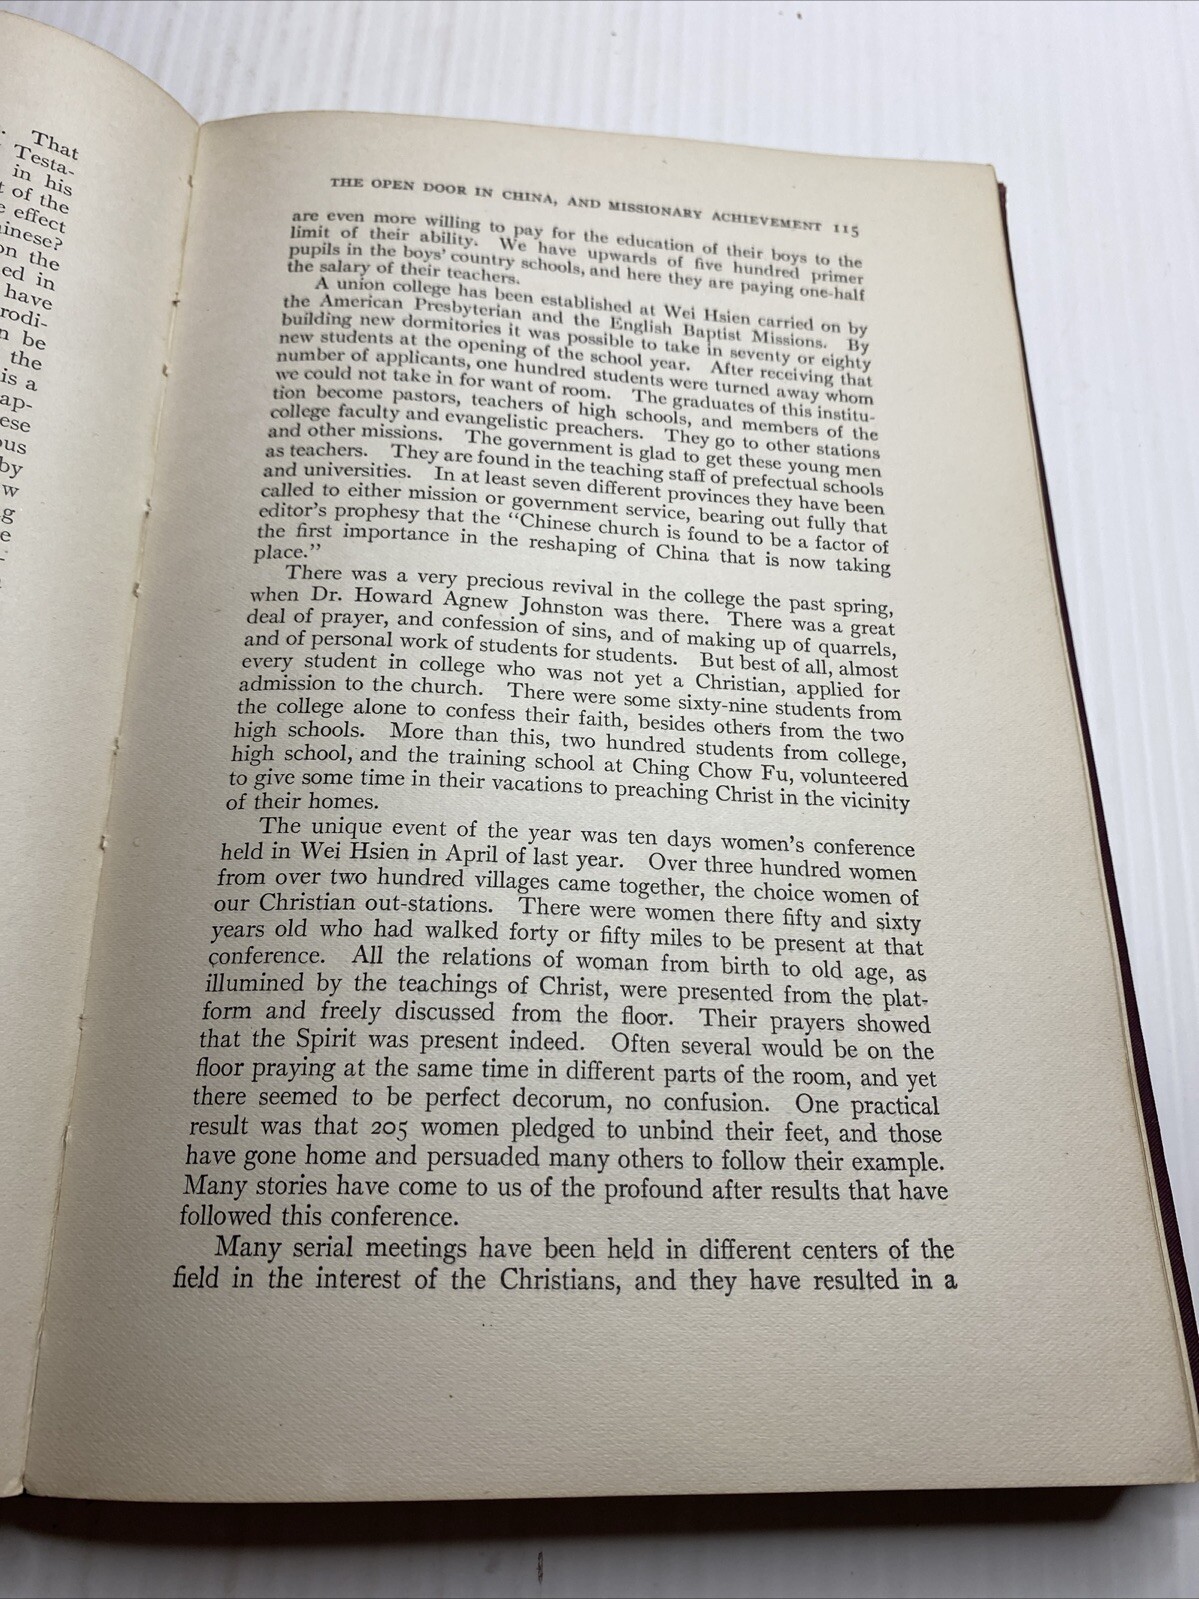 . That
Testa-
in his
t of the
e effect
inese?
on the
ed in
have
rodi-
n be
the
is a
ap-
ese
ous
by
w
g
e
THE OPEN DOOR IN CHINA, AND MISSIONARY ACHIEVEMENT 115
are even more willing to pay for the education of their boys to the
limit of their ability. We have upwards of five hundred primer
pupils in the boys' country schools, and here they are paying one-half
the salary of their teachers.
A union college has been established at Wei Hsien carried on by
the American Presbyterian and the English Baptist Missions. By
building new dormitories it was possible to take in seventy or eighty
new students at the opening of the school year. After receiving that
number of applicants, one hundred students were turned away whom
we could not take in for want of room. The graduates of this institu-
tion become pastors, teachers of high schools, and members of the
college faculty and evangelistic preachers. They go to other stations
and other missions. The government is glad to get these young men
as teachers. They are found in the teaching staff of prefectual schools
and universities. In at least seven different provinces they have been
called to either mission or government service, bearing out fully that
editor's prophesy that the "Chinese church is found to be a factor of
the first importance in the reshaping of China that is now taking
place."
There was a very precious revival in the college the past spring,
when Dr. Howard Agnew Johnston was there. There was a great
deal of prayer, and confession of sins, and of making up of quarrels,
and of personal work of students for students. But best of all, almost
every student in college who was not yet a Christian, applied for
admission to the church. There were some sixty-nine students from
the college alone to confess their faith, besides others from the two
high schools. More than this, two hundred students from college,
high school, and the training school at Ching Chow Fu, volunteered
to give some time in their vacations to preaching Christ in the vicinity
of their homes.
The unique event of the year was ten days women's conference
held in Wei Hsien in April of last year. Over three hundred women
from over two hundred villages came together, the choice women of
our Christian out-stations. There were women there fifty and sixty
years old who had walked forty or fifty miles to be present at that
conference. All the relations of woman from birth to old age, as
illumined by the teachings of Christ, were presented from the plat-
form and freely discussed from the floor. Their prayers showed
that the Spirit was present indeed. Often several would be on the
floor praying at the same time in different parts of the room, and yet
there seemed to be perfect decorum, no confusion. One practical
result was that 205 women pledged to unbind their feet, and those
have gone home and persuaded many others to follow their example.
Many stories have come to us of the profound after results that have
followed this conference.
Many serial meetings have been held in different centers of the
field in the interest of the Christians, and they have resulted in a